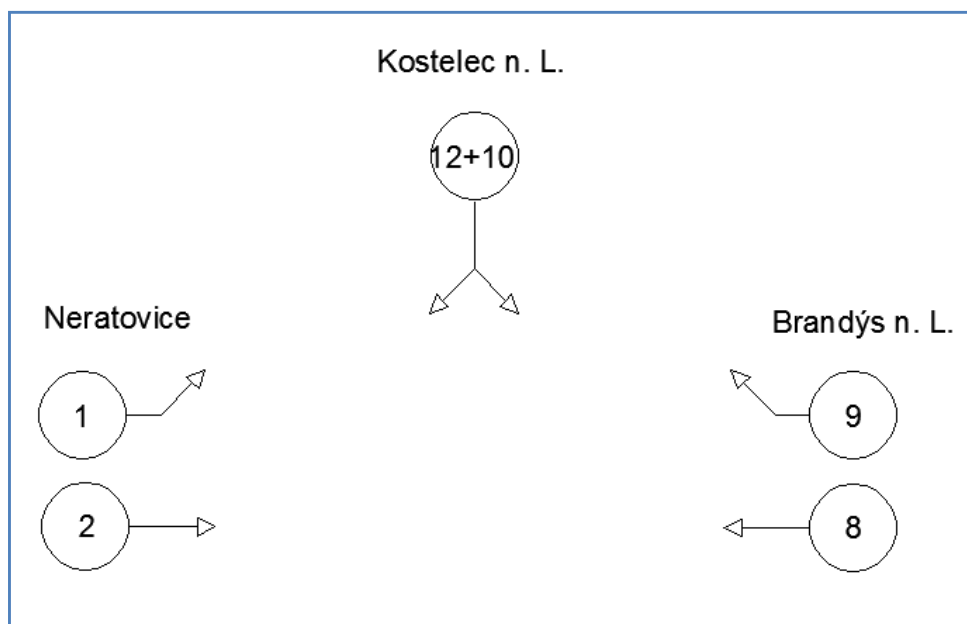 Kostelec n. L.
12+10
Neratovice
Brandýs n. L.
1
9
2
8